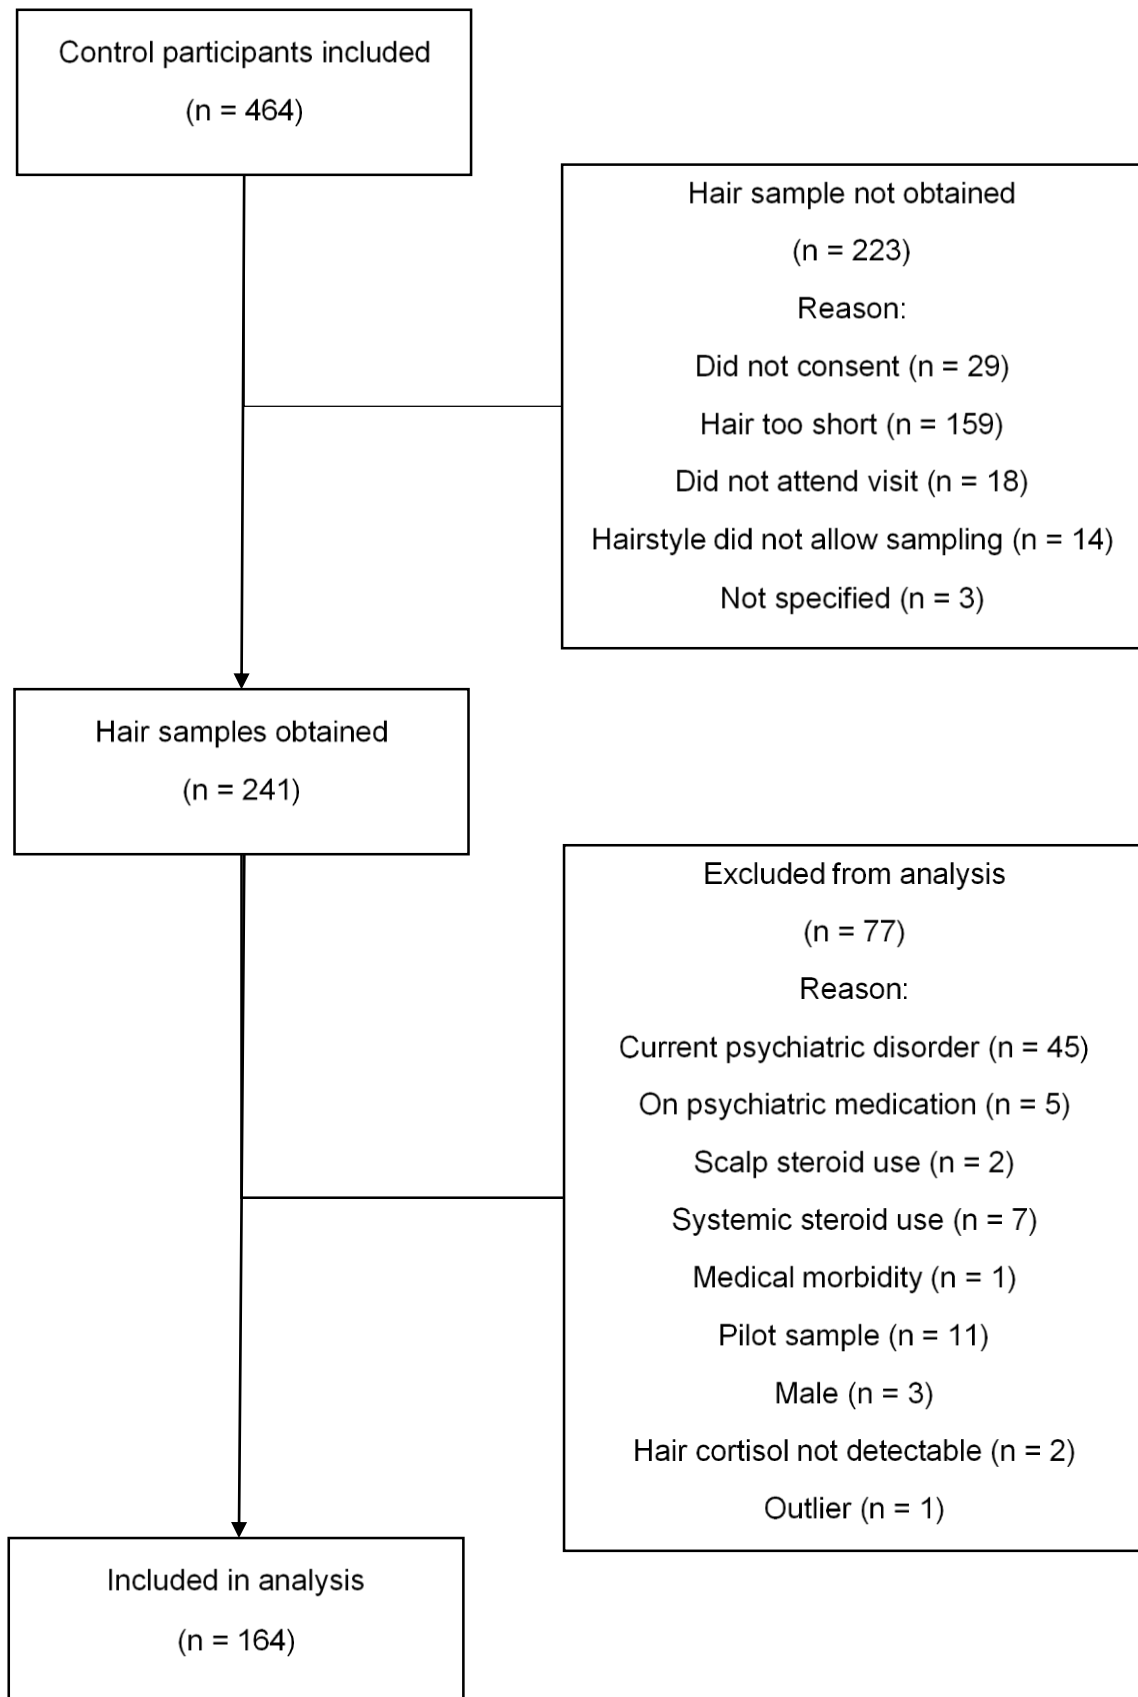 Control participants included
(n = 464)
Hair sample not obtained
(n = 223)
Reason:
Did not consent (n = 29)
Hair too short (n = 159)
Did not attend visit (n = 18)
Hairstyle did not allow sampling (n = 14)
Not specified (n = 3)
Hair samples obtained
(n = 241)
Excluded from analysis
(n = 77)
Reason:
Current psychiatric disorder (n = 45)
On psychiatric medication (n = 5)
Scalp steroid use (n = 2)
Systemic steroid use (n = 7)
Medical morbidity (n = 1)
Pilot sample (n = 11)
Male (n = 3)
Hair cortisol not detectable (n = 2)
Outlier (n = 1)
Included in analysis
(n = 164)